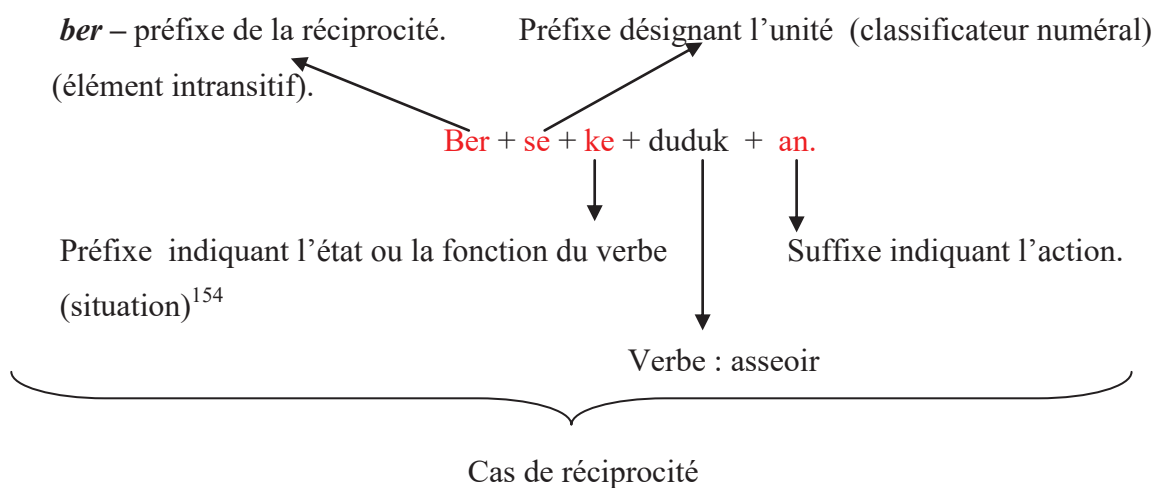 ber – préfixe de la réciprocité. Préfixe désignant l’unité (classificateur numéral)
(élément intransitif).
Ber + se + ke + duduk + an.
Préfixe indiquant l’état ou la fonction du verbe Suffixe indiquant l’action.
(situation)154
Verbe : asseoir
Cas de réciprocité